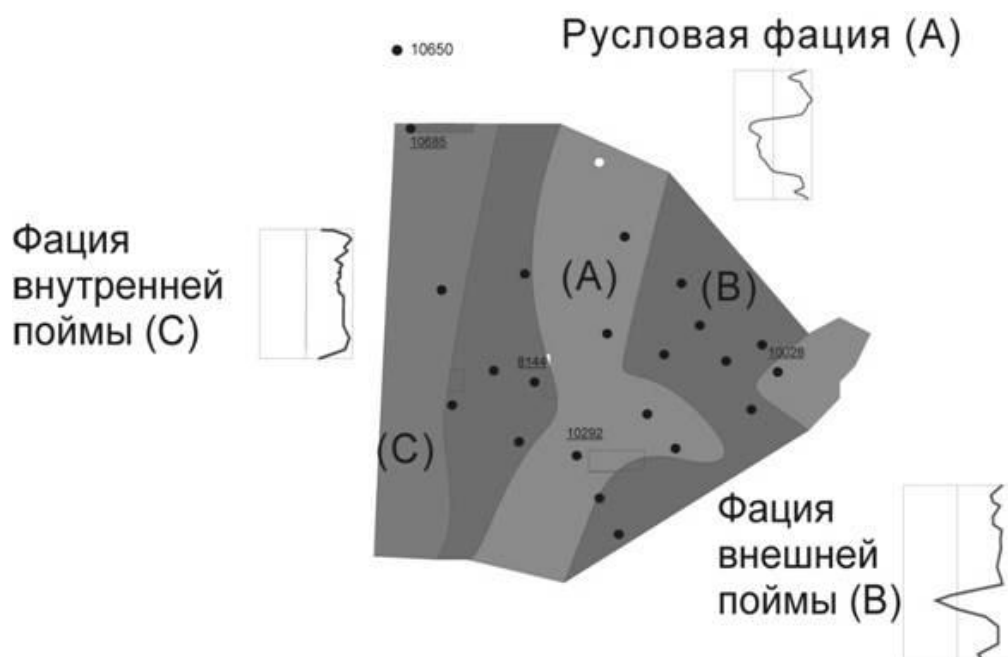 Русловая фация (А)
10650
10685
Фация
внутренней
поймы (С)
(А)
(В)
8144
10028
(С)
10292
Фация
внешней
поймы (В)